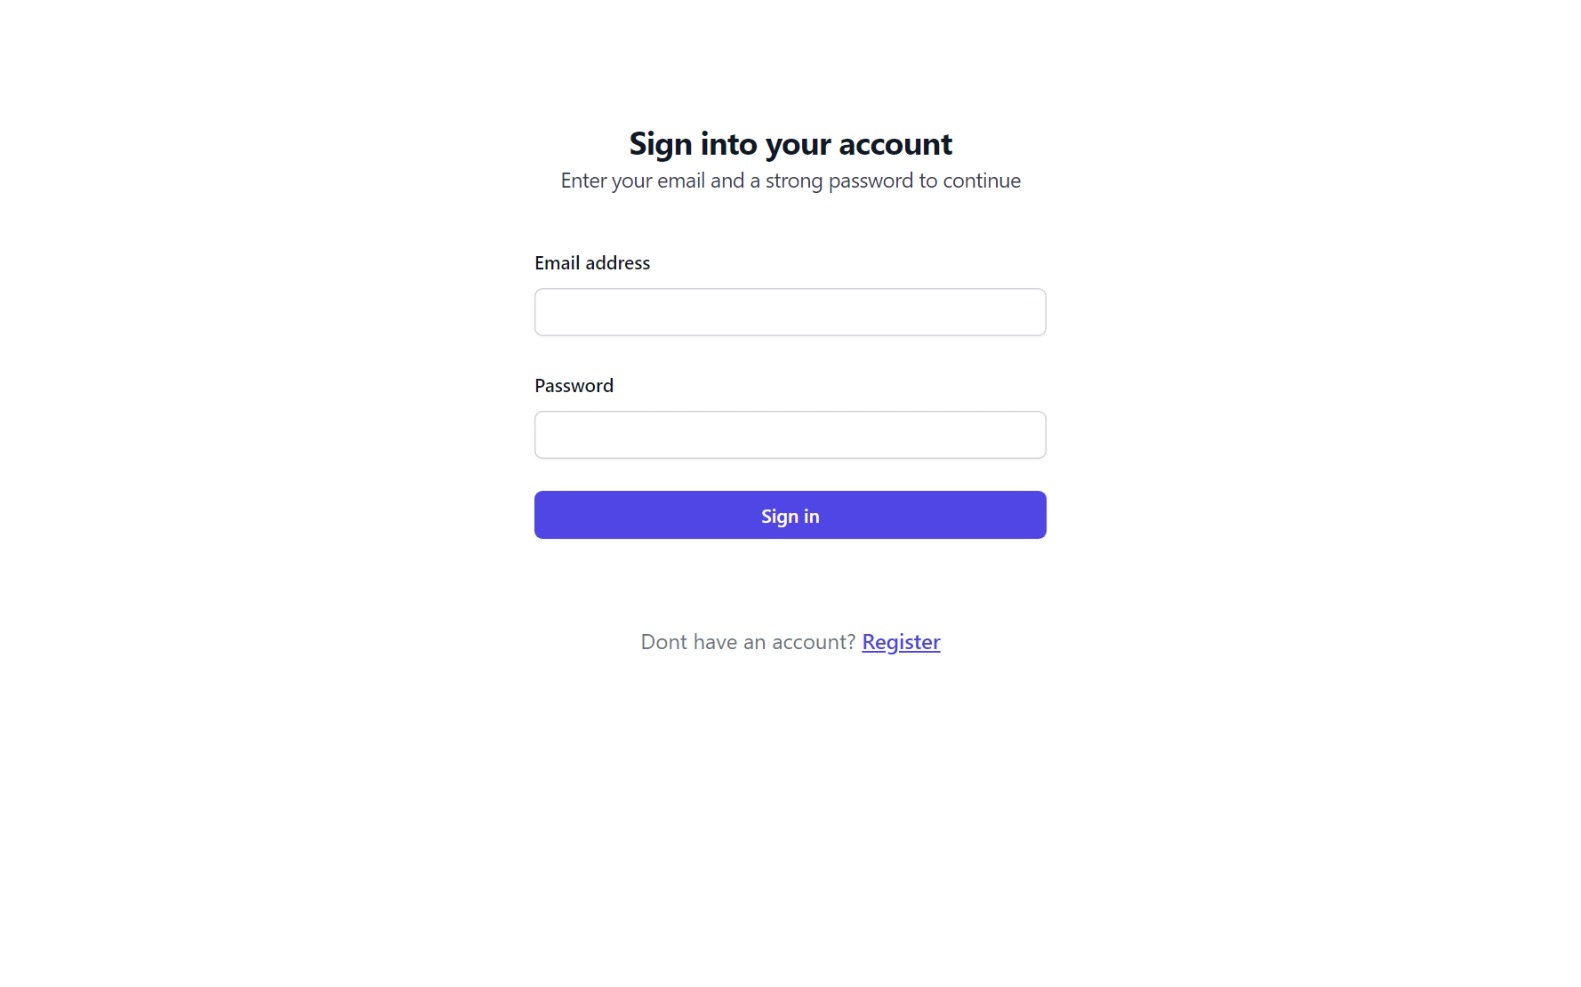 Sign into your account
Enter your email and a strong password to continue
Email address
Password
Sign in
Dont have an account? Register